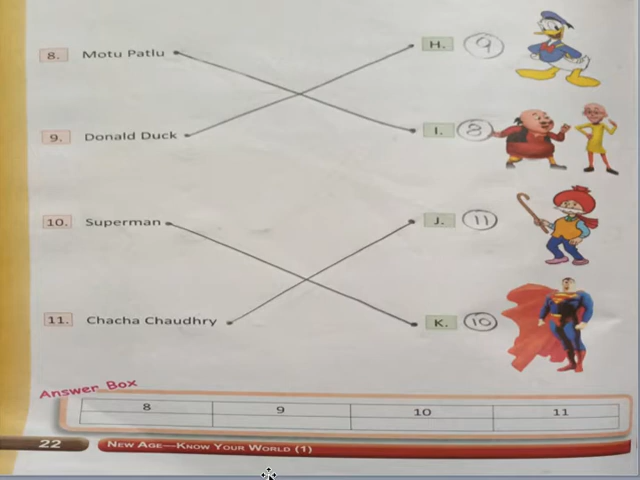 8. Motu Patlu H. 9
9. Donald Duck I. 8
10. Superman J. 11
11. Chacha Chaudhry K. 10
Answer Box
8 9 10 11
22 New Age—Know Your World (1)